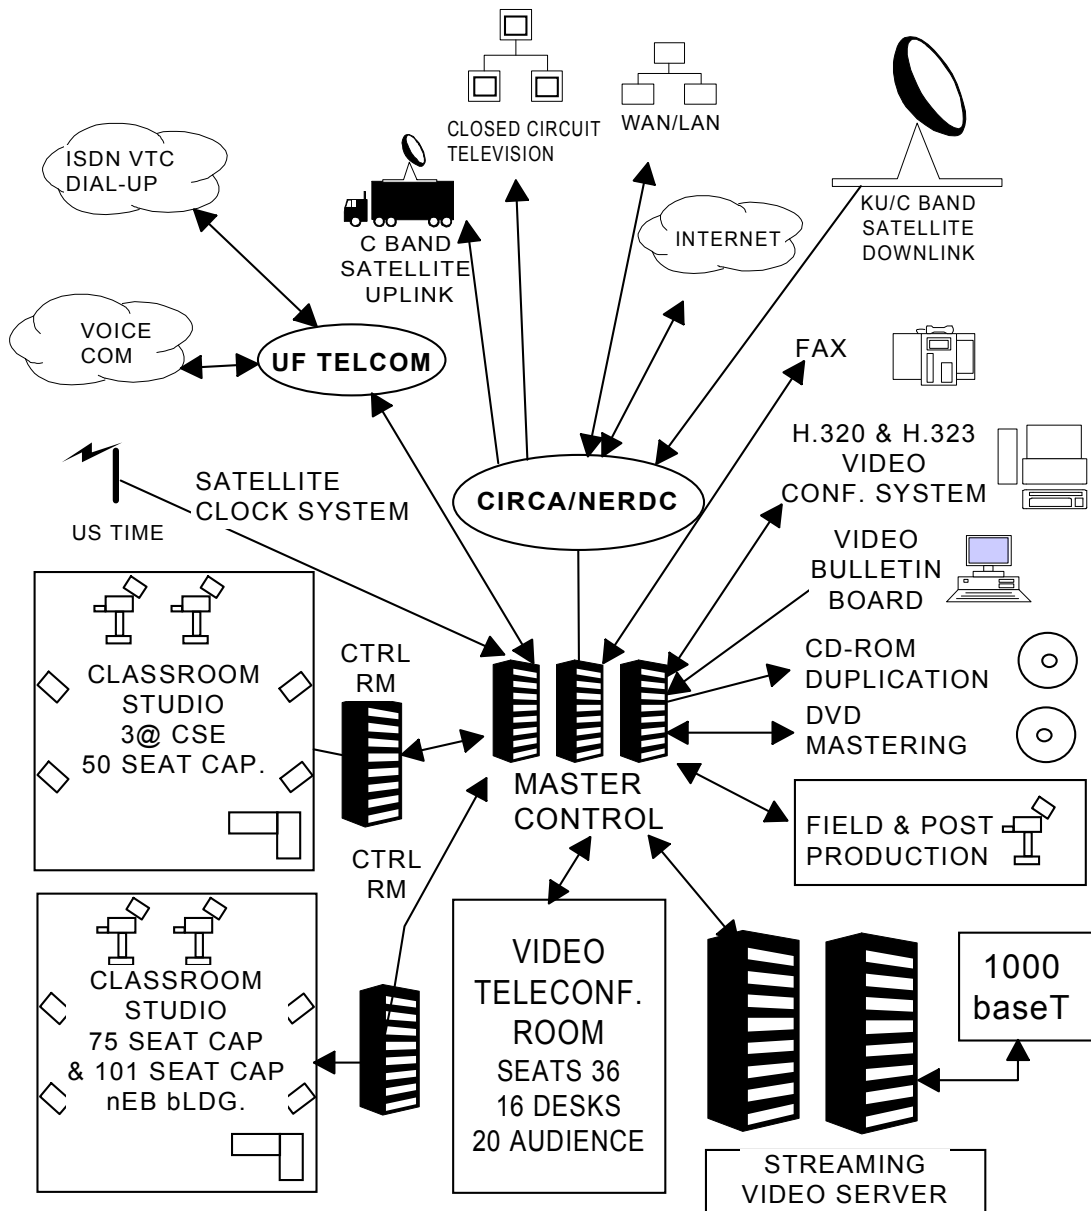 CLOSED CIRCUIT
TELEVISION
WAN/LAN
ISDN VTC
DIAL-UP
KU/C BAND
SATELLITE
DOWNLINK
C BAND
SATELLITE
UPLINK
INTERNET
VOICE
COM
UF TELCOM
FAX
H.320 & H.323
VIDEO
CONF. SYSTEM
SATELLITE
CLOCK SYSTEM
US TIME
CIRCA/NERDC
VIDEO
BULLETIN
BOARD
CTRL
RM
CD-ROM
DUPLICATION
CLASSROOM
STUDIO
3@ CSE
50 SEAT CAP.
DVD
MASTERING
MASTER
CONTROL
FIELD & POST
PRODUCTION
CTRL
RM
CLASSROOM
STUDIO
75 SEAT CAP
& 101 SEAT CAP
nEB bLDG.
VIDEO
TELECONF.
ROOM
SEATS 36
16 DESKS
20 AUDIENCE
1000
baseT
STREAMING
VIDEO SERVER